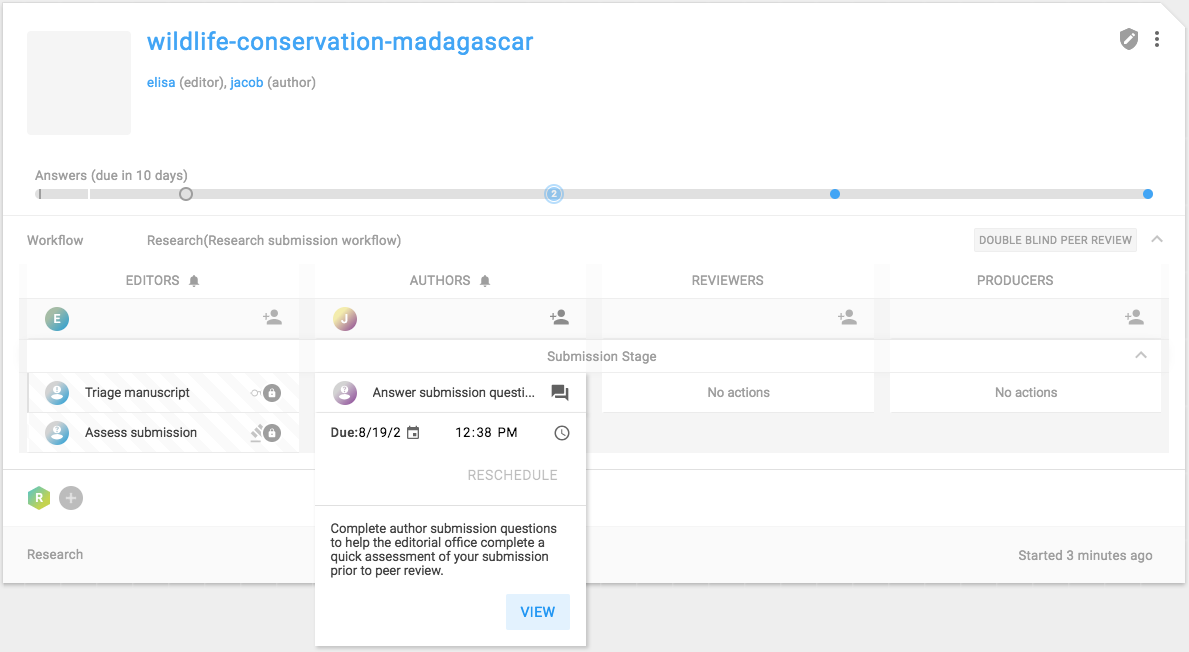 wildlife-conservation-madagascar
elisa (editor), jacob (author)
Answers (due in 10 days)
2
Workflow
Research(Research submission workflow)
DOUBLE BLIND PEER REVIEW
EDITORS
AUTHORS
REVIEWERS
PRODUCERS
E
J
Submission Stage
Triage manuscript
Answer submission questi...
No actions
No actions
Assess submission
Due:8/19/2
12:38 PM
RESCHEDULE
R
Complete author submission questions
to help the editorial office complete a
quick assessment of your submission
prior to peer review.
Research
Started 3 minutes ago
VIEW